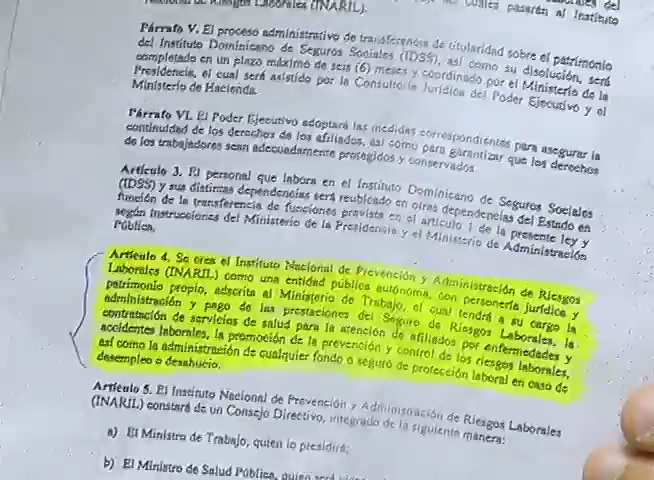 cuales pasarán al Instituto
Nacional de Riesgos Laborales (INARIL).
Párrafo V. El proceso administrativo de transferencia de titularidad sobre el patrimonio
del Instituto Dominicano de Seguros Sociales (IDSS), así como su disolución, será
completado en un plazo máximo de seis (6) meses y coordinado por el Ministerio de la
Presidencia, el cual será asistido por la Consultoría Jurídica del Poder Ejecutivo y el
Ministerio de Hacienda.
Párrafo VI. El Poder Ejecutivo adoptará las medidas correspondientes para asegurar la
continuidad de los derechos de los afiliados, así como para garantizar que los derechos
de los trabajadores sean adecuadamente protegidos y conservados.
Artículo 3. El personal que labora en el Instituto Dominicano de Seguros Sociales
(IDSS) y sus distintas dependencias será reubicado en otras dependencias del Estado en
función de la transferencia de funciones prevista en el artículo 1 de la presente ley y
según instrucciones del Ministerio de la Presidencia y el Ministerio de Administración
Pública.
Artículo 4. Se crea el Instituto Nacional de Prevención y Administración de Riesgos
Laborales (INARIL) como una entidad pública autónoma, con personería jurídica y
patrimonio propio, adscrita al Ministerio de Trabajo, el cual tendrá a su cargo la
administración y pago de las prestaciones del Seguro de Riesgos Laborales, la
contratación de servicios de salud para la atención de afiliados por enfermedades y
accidentes laborales, la promoción de la prevención y control de los riesgos laborales,
así como la administración de cualquier fondo o seguro de protección laboral en caso de
desempleo o desahucio.
Artículo 5. El Instituto Nacional de Prevención y Administración de Riesgos Laborales
(INARIL) constará de un Consejo Directivo, integrado de la siguiente manera:
a) El Ministro de Trabajo, quien lo presidirá;
b) El Ministro de Salud Pública, quien será